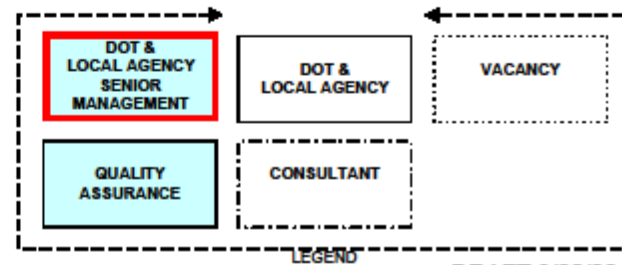 DOT &
LOCAL AGENCY
SENIOR
MANAGEMENT
DOT &
LOCAL AGENCY
VACANCY
QUALITY
ASSURANCE
CONSULTANT
LEGEND